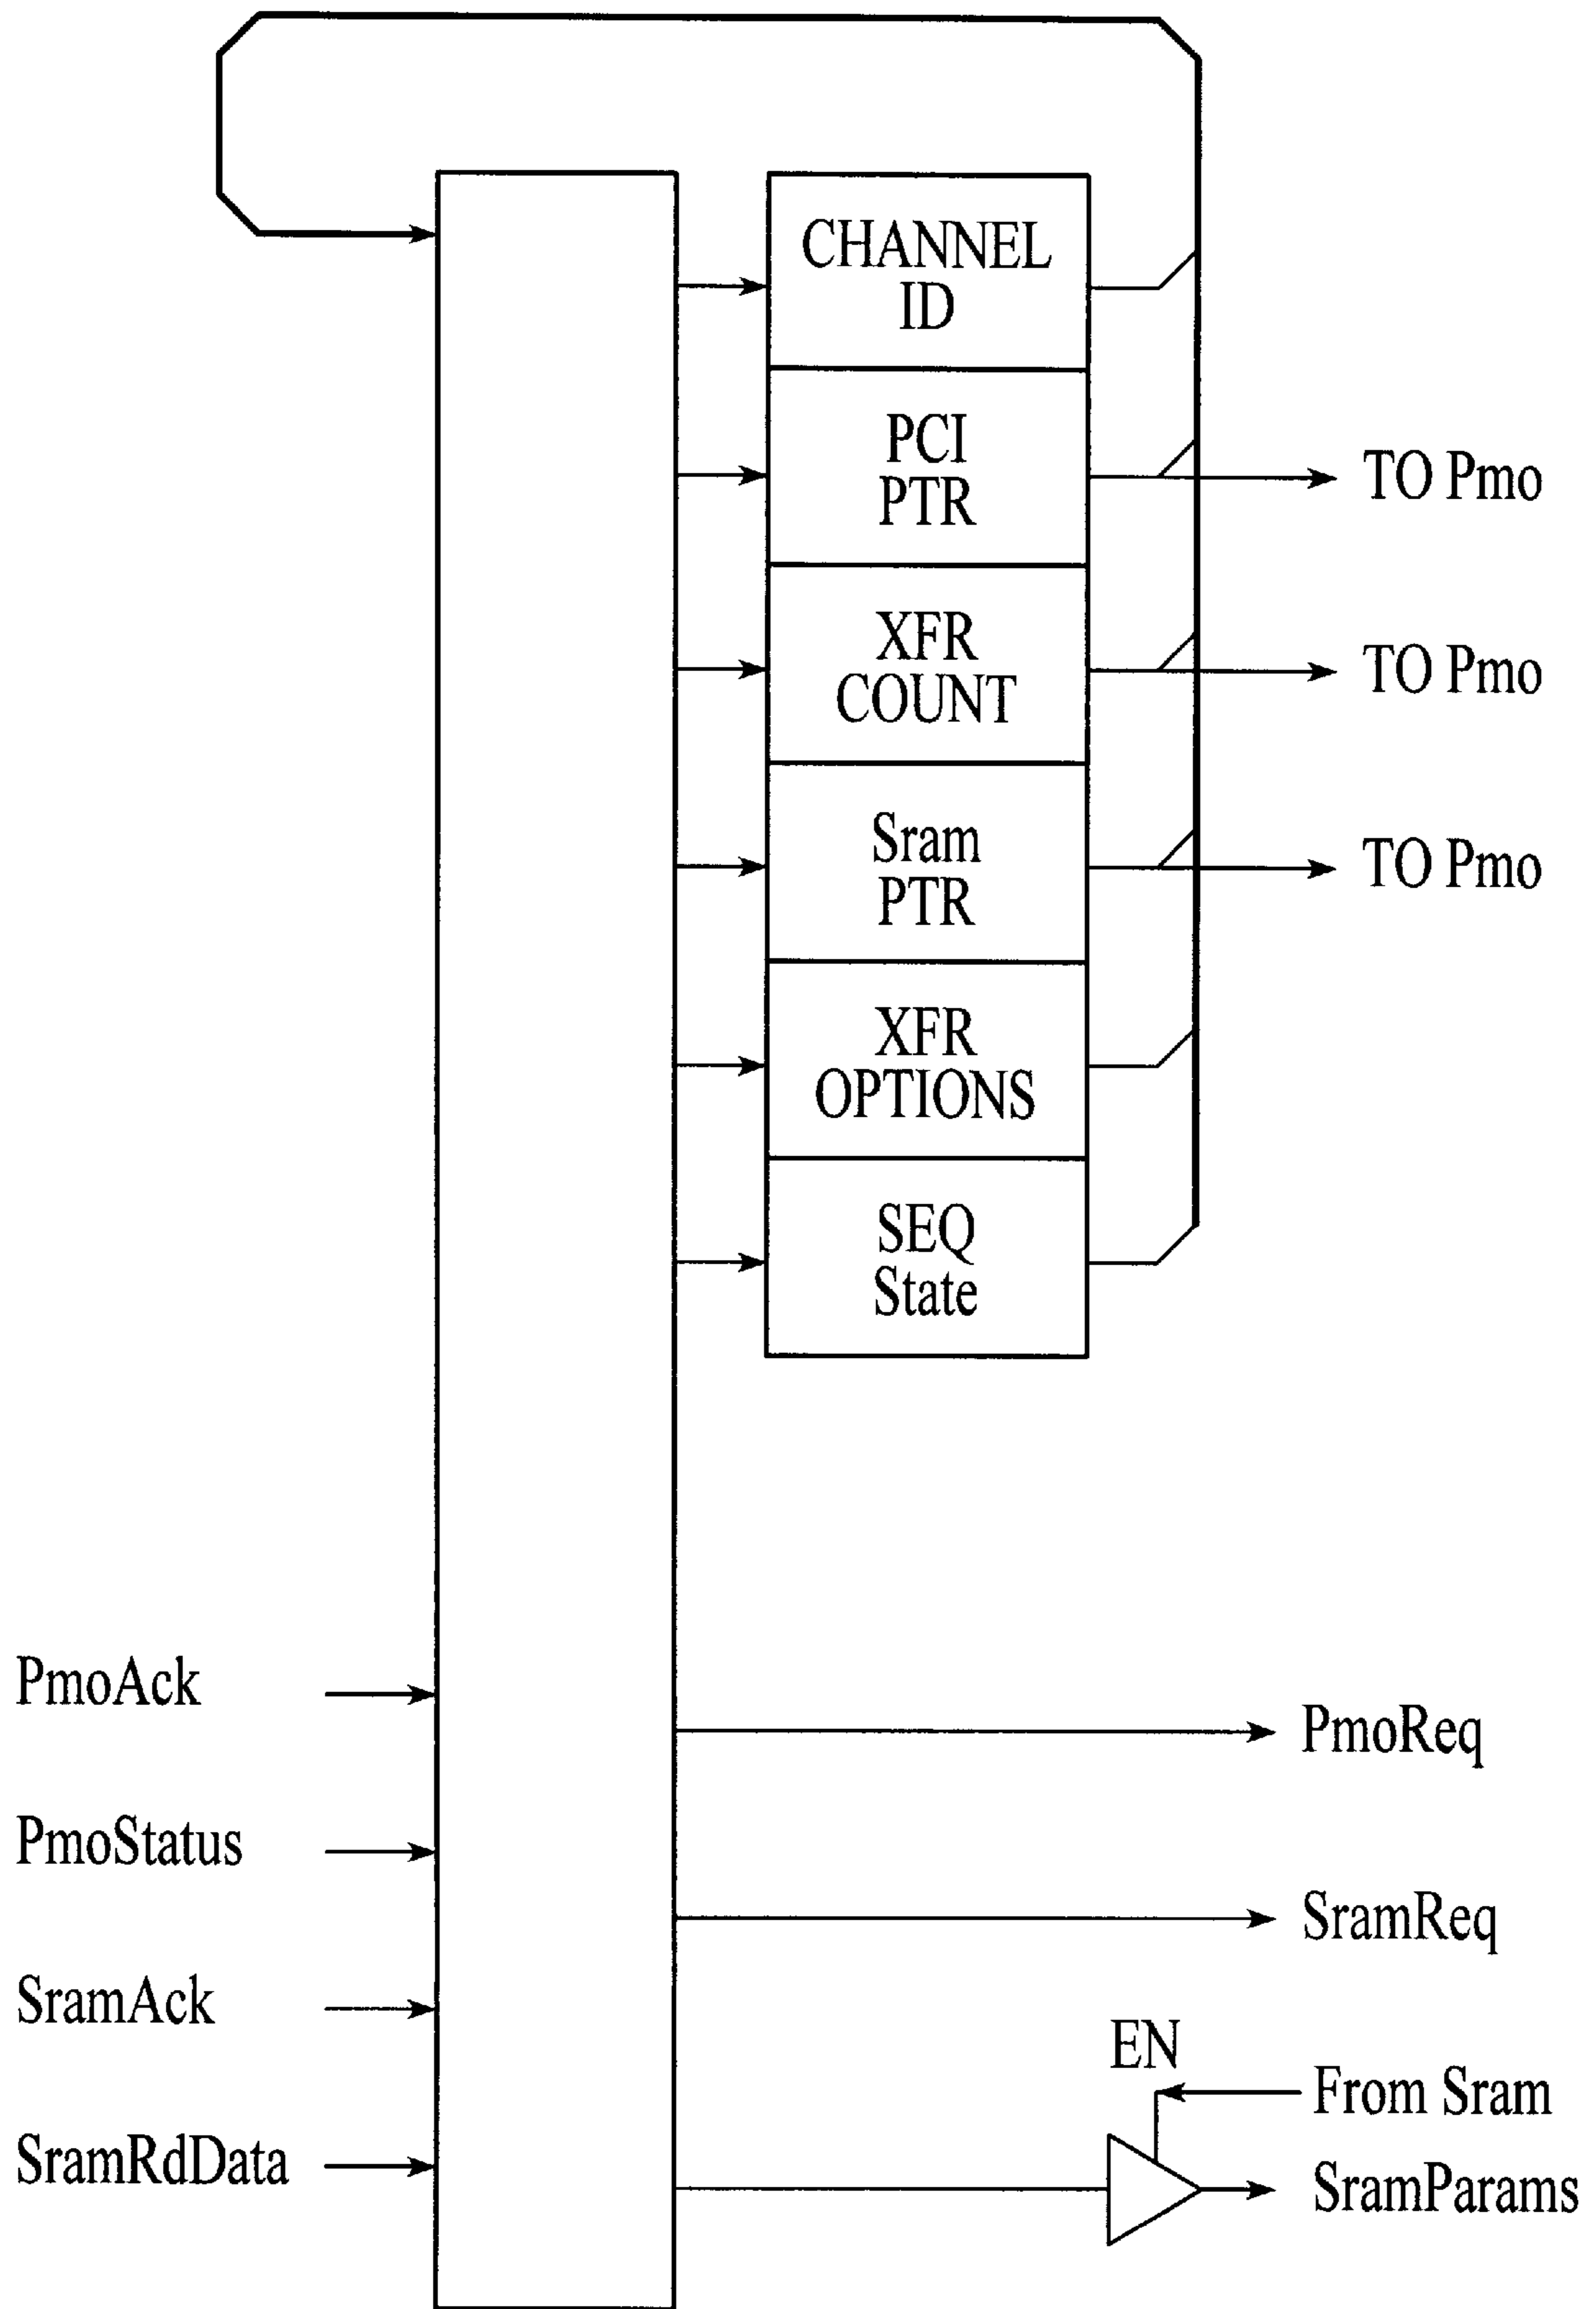 CHANNEL
ID
PCI
PTR
TO Pmo
XFR
COUNT
TO Pmo
Sram
PTR
TO Pmo
XFR
OPTIONS
SEQ
State
PmoAck
PmoReq
PmoStatus
SramReq
SramAck
EN
From Sram
SramRdData
SramParams